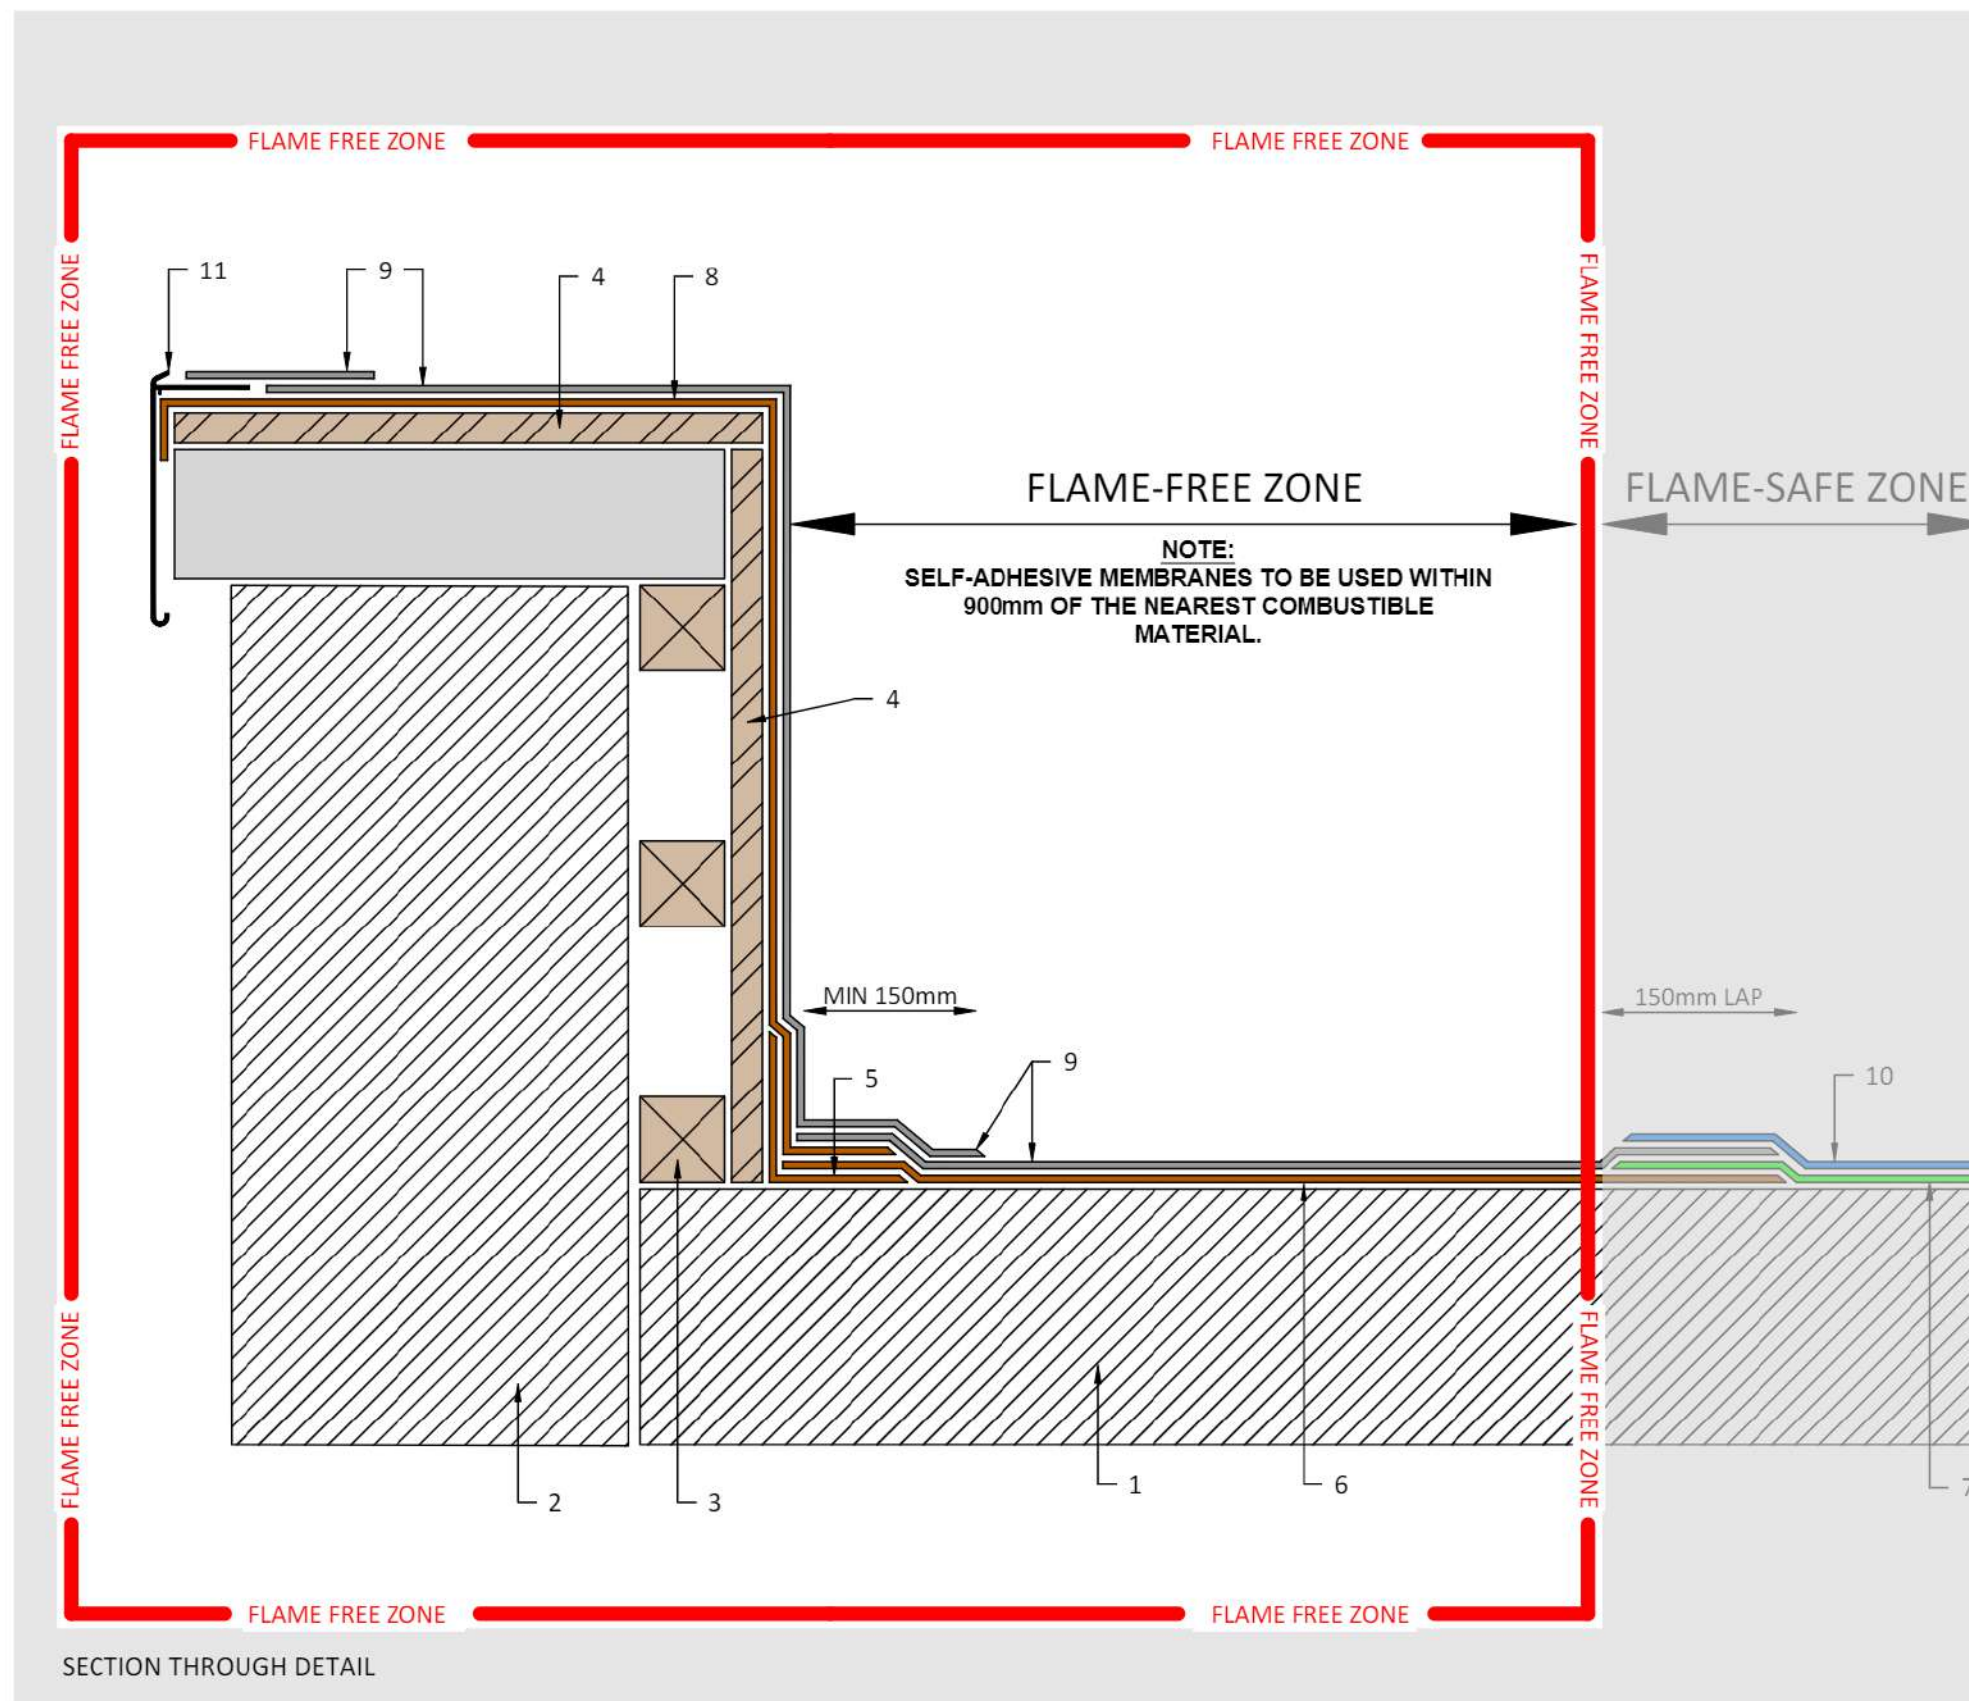 FLAME FREE ZONE
FLAME FREE ZONE
FLAME FREE ZONE
FLAME FREE ZONE
11
9
4
8
FLAME-FREE ZONE
FLAME-SAFE ZONE
NOTE:
SELF-ADHESIVE MEMBRANES TO BE USED WITHIN
900mm OF THE NEAREST COMBUSTIBLE
MATERIAL.
4
MIN 150mm
150mm LAP
9
5
10
FLAME FREE ZONE
FLAME FREE ZONE
1
6
7
2
3
FLAME FREE ZONE
FLAME FREE ZONE
SECTION THROUGH DETAIL